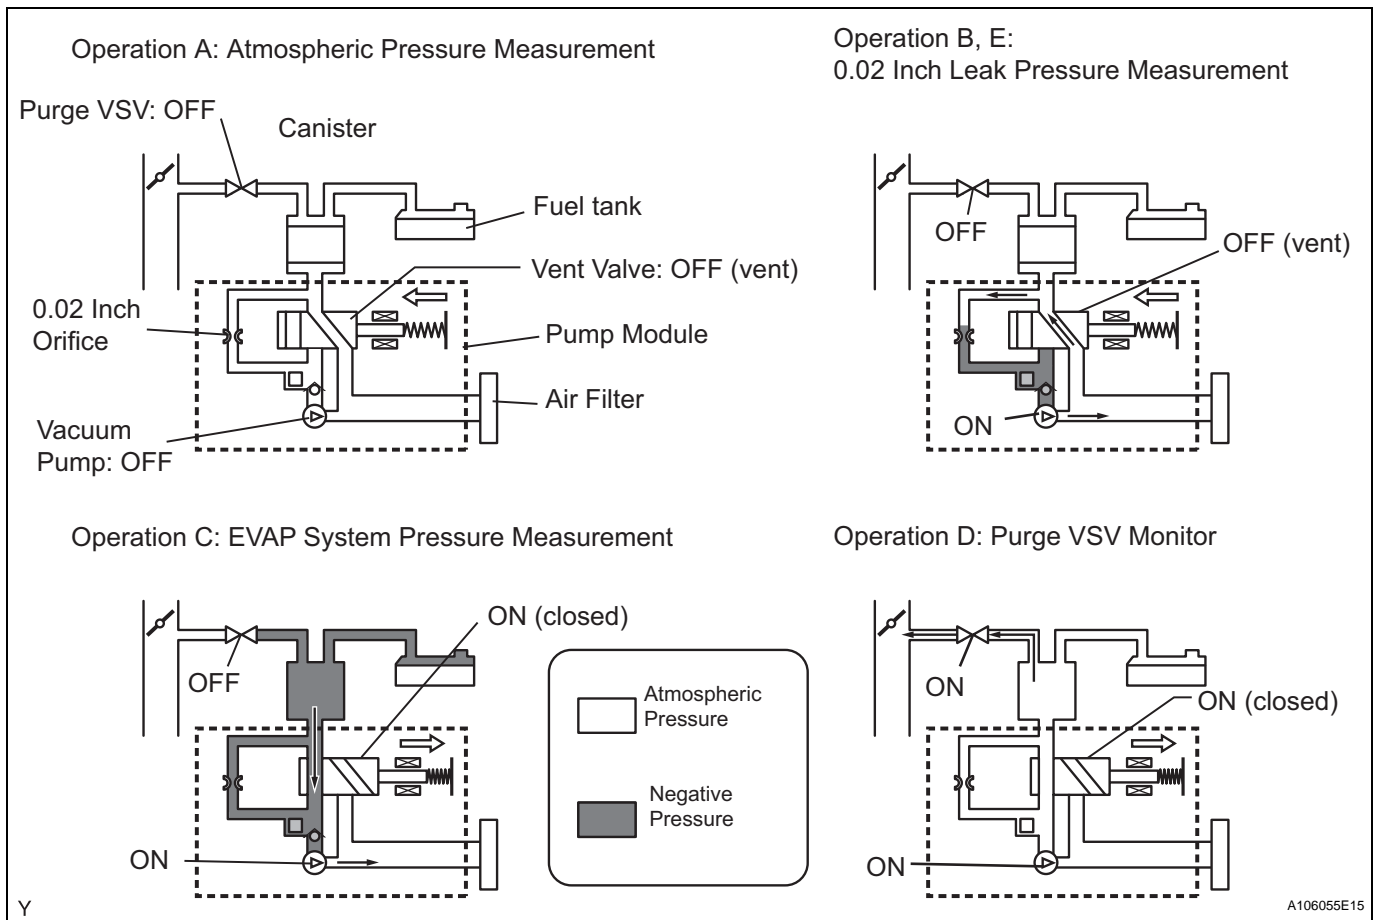 Operation A: Atmospheric Pressure Measurement
Purge VSV: OFF
Canister
Fuel tank
Vent Valve: OFF (vent)
0.02 Inch
Orifice
Pump Module
Air Filter
Vacuum
Pump: OFF
Operation B, E:
0.02 Inch Leak Pressure Measurement
OFF
OFF (vent)
ON
Operation C: EVAP System Pressure Measurement
ON (closed)
OFF
ON
Atmospheric
Pressure
Negative
Pressure
Operation D: Purge VSV Monitor
ON
ON (closed)
ON
Y
A106055E15